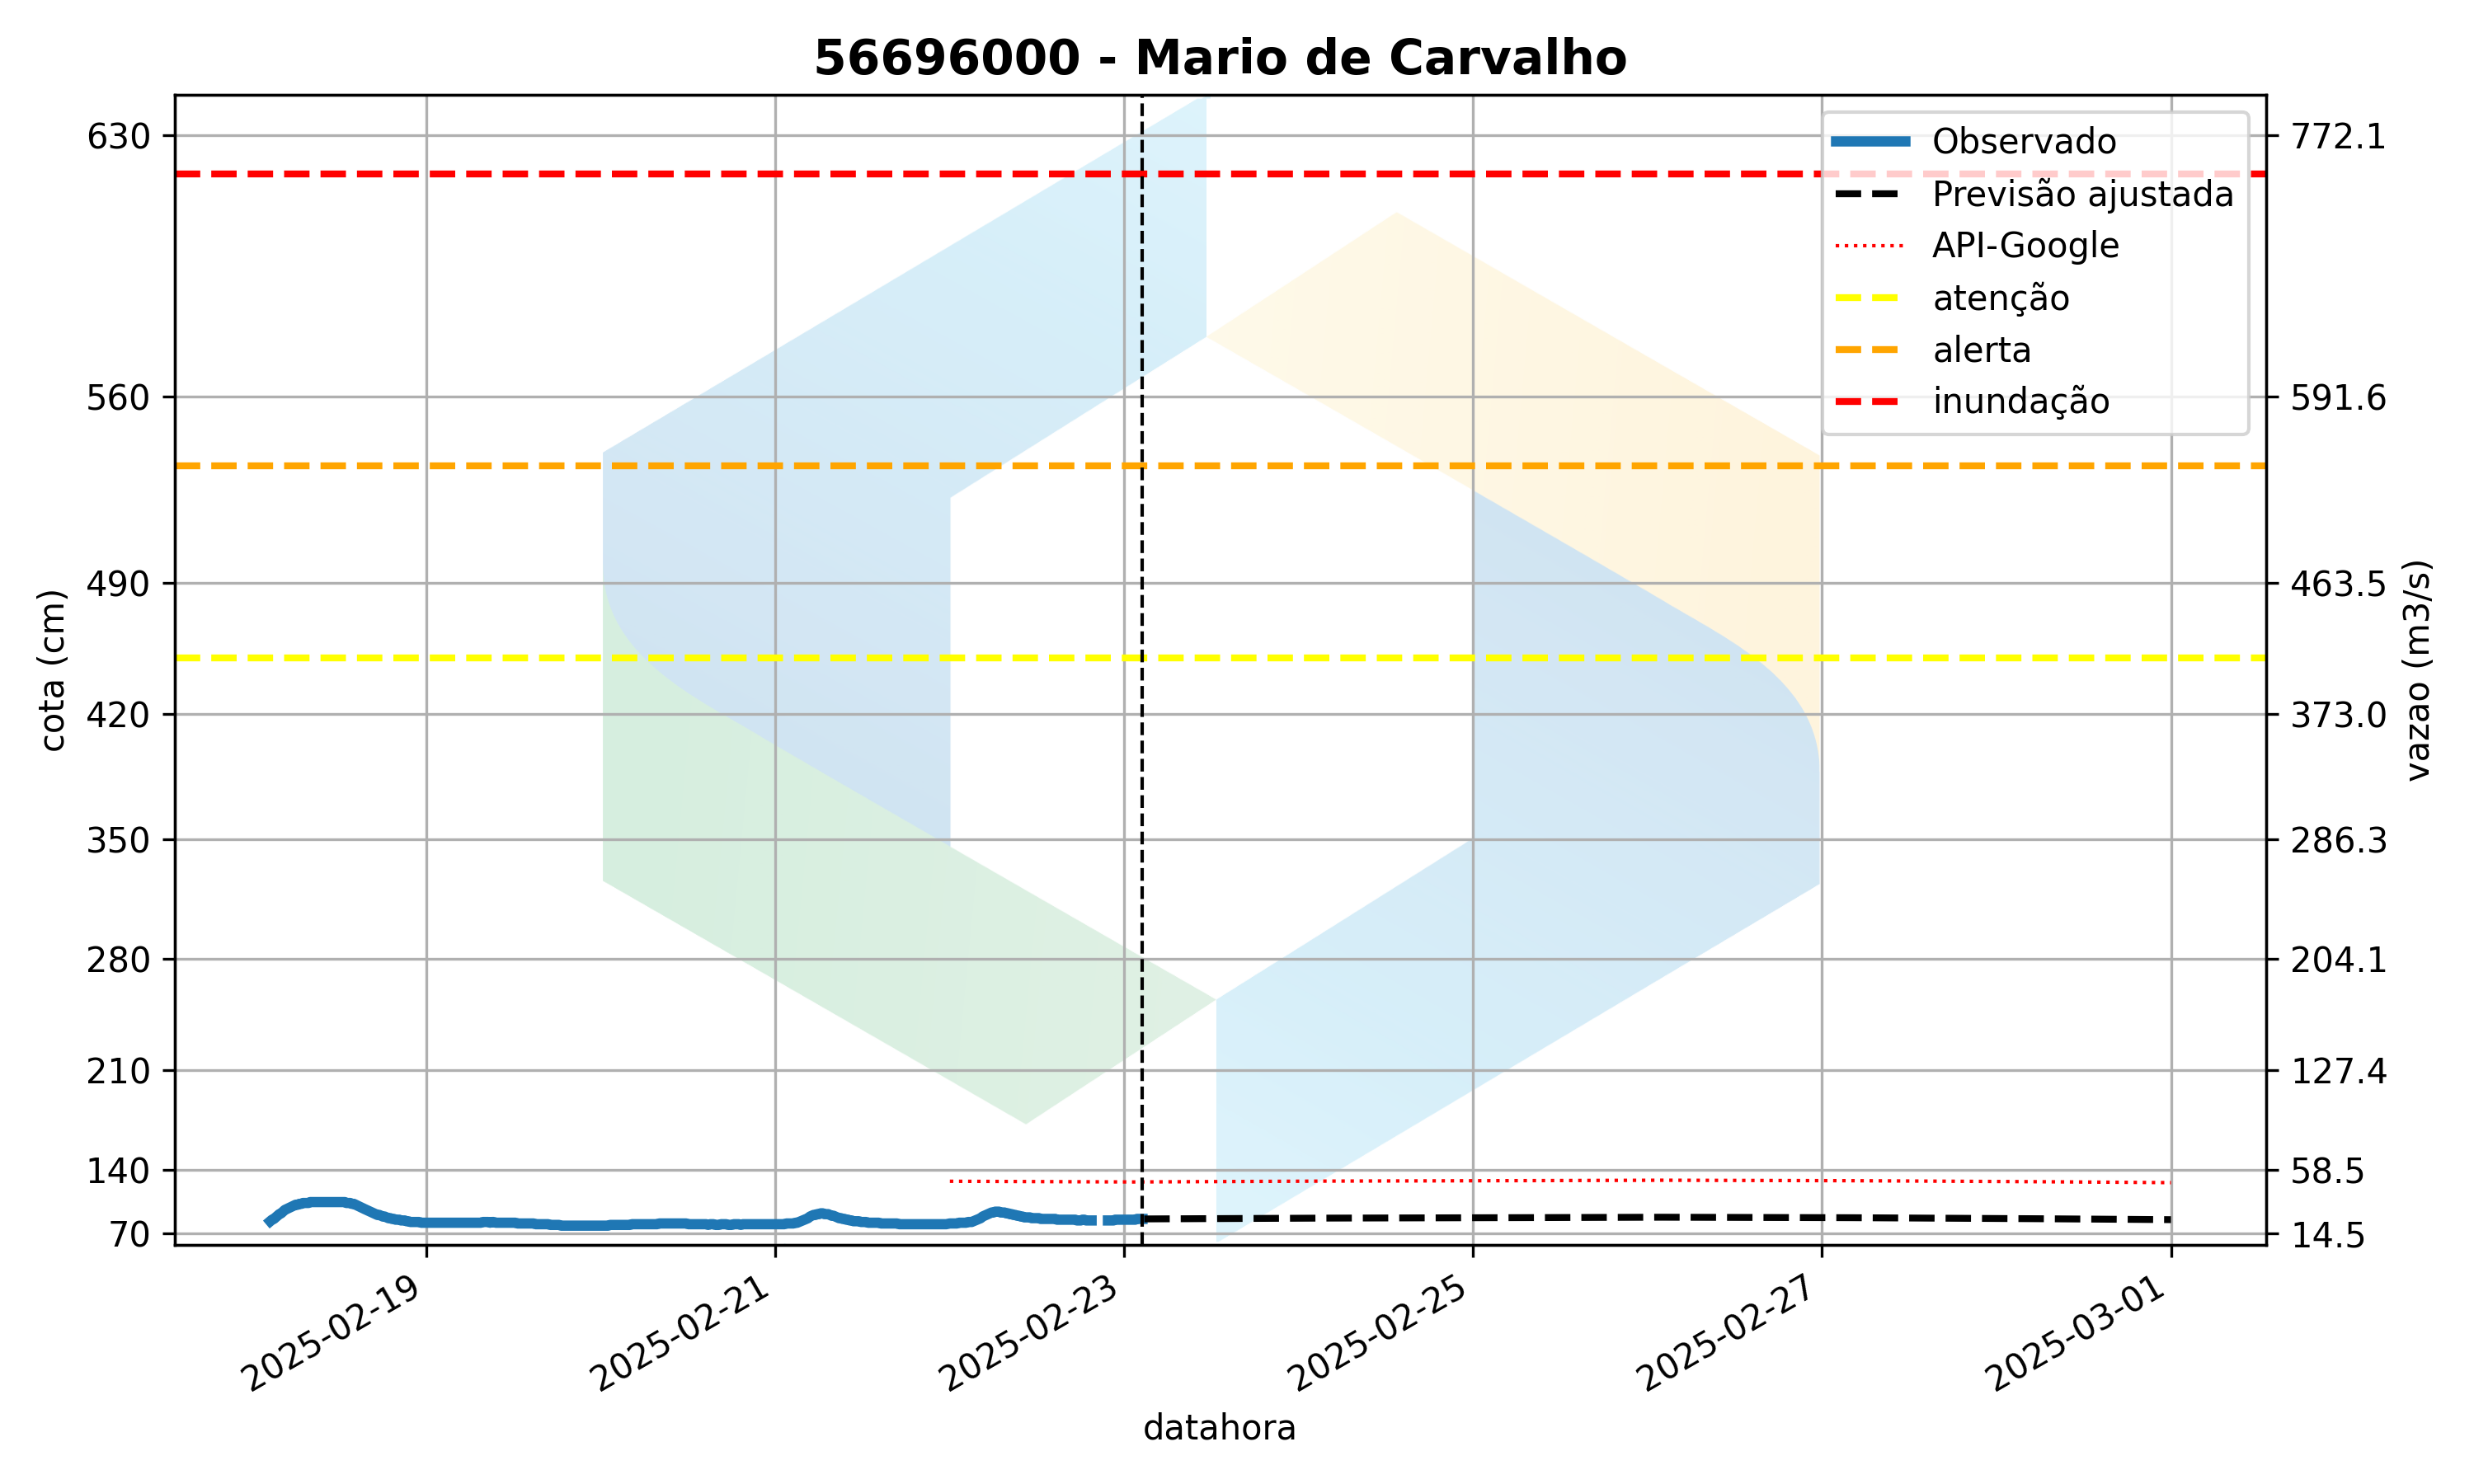 56696000 - Mario de Carvalho
630
560
490
420
350
280
210
140
70
cota (cm)
772.1
591.6
463.5
373.0
286.3
204.1
127.4
58.5
14.5
vazao (m3/s)
Observado
Previsão ajustada
API-Google
atenção
alerta
inundação
2025-02-19
2025-02-21
2025-02-23
2025-02-25
2025-02-27
2025-03-01
datahora